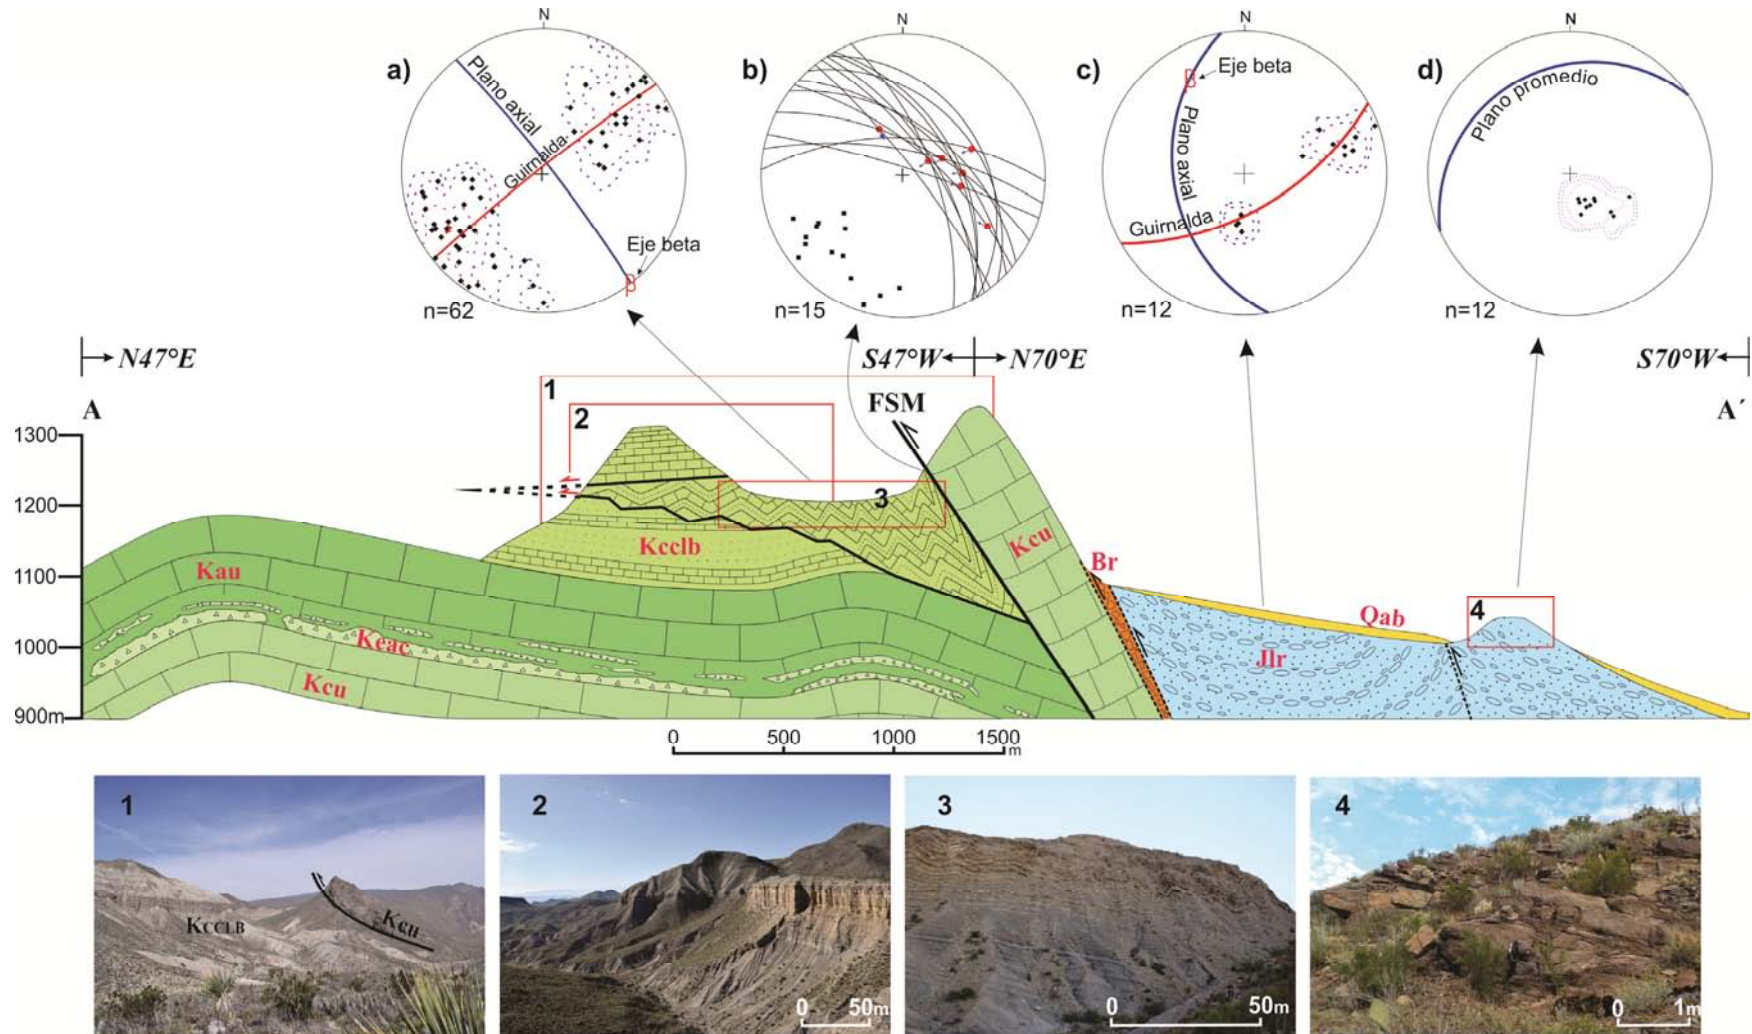 N
N
N
N
a)
b)
c)
d)
Plano axial
Guirnalda
Eje beta
β
n=62
n=15
Eje beta
β
Plano axial
Guirnalda
n=12
Plano promedio
n=12
N47°E
S47°W
N70°E
S70°W
A
A´
1
2
3
4
FSM
1300
1200
1100
1000
900m
Kcclb
Kcu
Br
Kau
Keac
Kcu
Qab
Jlr
0 500 1000 1500 m
1
KCCLB
Kcu
2
0 50m
3
0 50m
4
0 1m